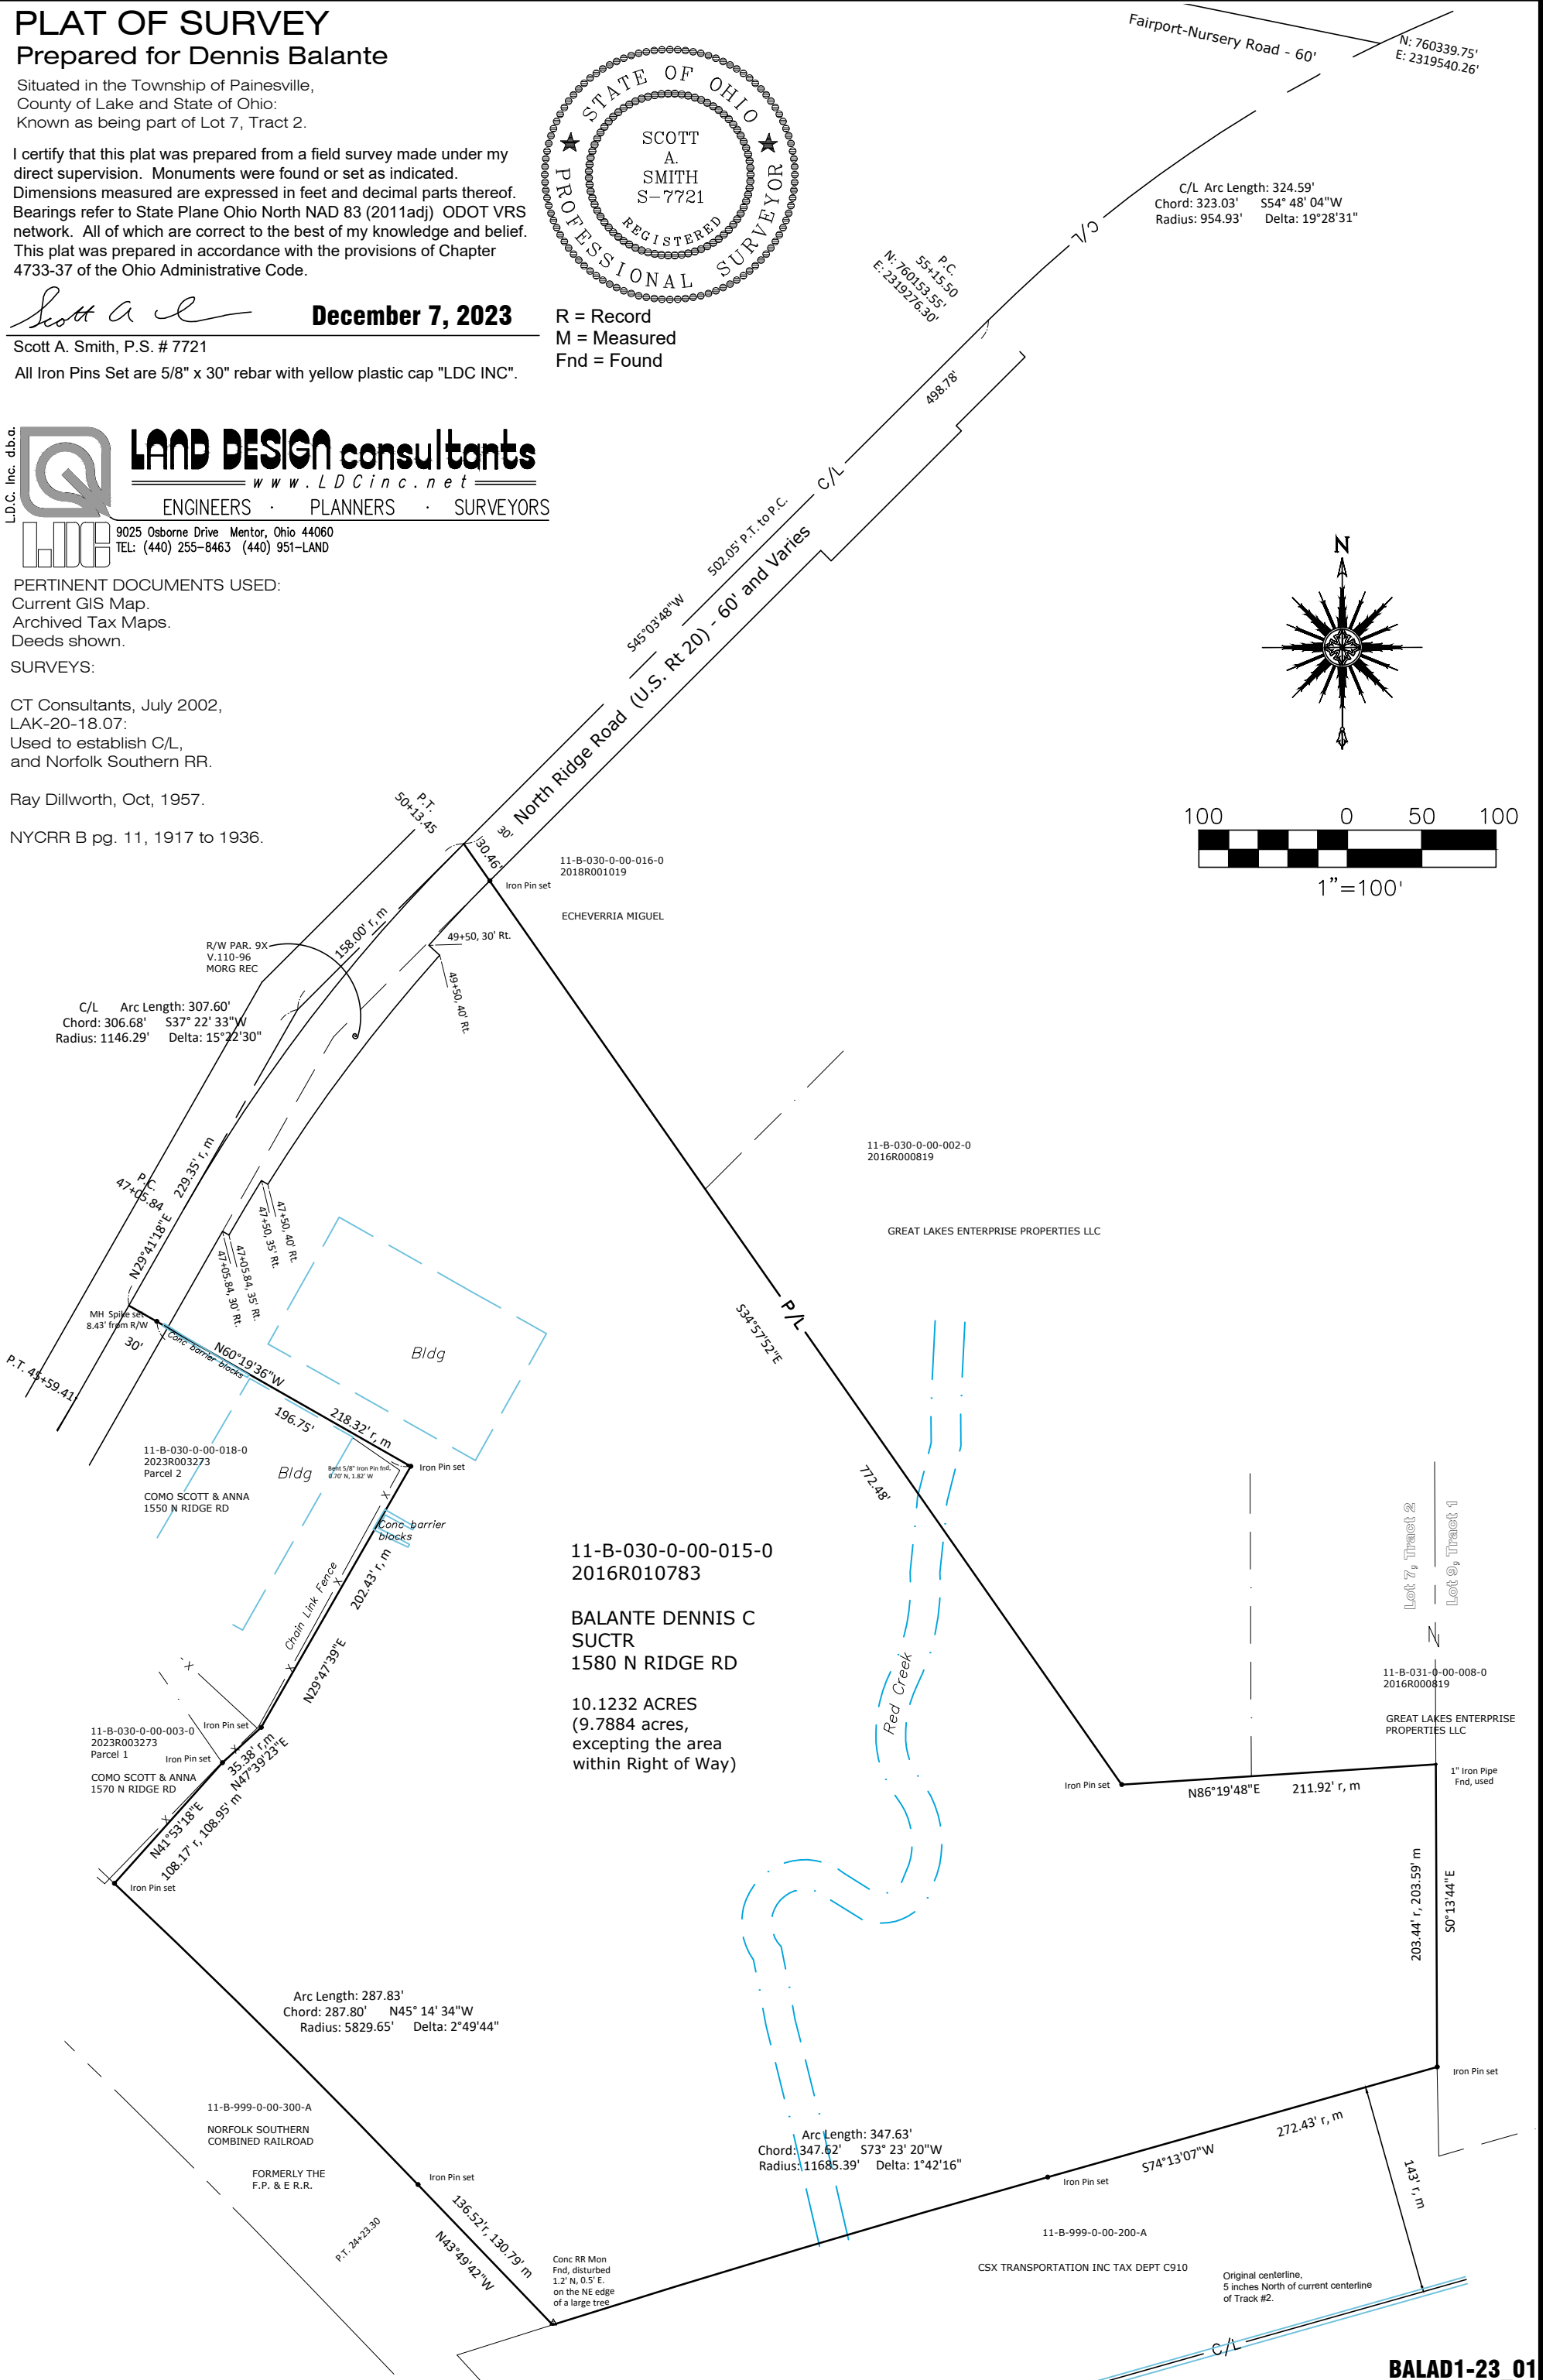 PLAT OF SURVEY
Prepared for Dennis Balante
Situated in the Township of Painesville,
County of Lake and State of Ohio:
Known as being part of Lot 7, Tract 2.
I certify that this plat was prepared from a field survey made under my
direct supervision. Monuments were found or set as indicated.
Dimensions measured are expressed in feet and decimal parts thereof.
Bearings refer to State Plane Ohio North NAD 83 (2011adj) ODOT VRS
network. All of which are correct to the best of my knowledge and belief.
This plat was prepared in accordance with the provisions of Chapter
4733-37 of the Ohio Administrative Code.
December 7, 2023
Scott A. Smith, P.S. # 7721
All Iron Pins Set are 5/8" x 30" rebar with yellow plastic cap "LDC INC".
STATE OF OHIO
SCOTT
A.
SMITH
S-7721
REGISTERED
PROFESSIONAL SURVEYOR
R = Record
M = Measured
Fnd = Found
L.D.C. Inc. d.b.a.
LAND DESIGN consultants
www.LDCinc.net
ENGINEERS · PLANNERS · SURVEYORS
LDC
9025 Osborne Drive Mentor, Ohio 44060
TEL: (440) 255-8463 (440) 951-LAND
PERTINENT DOCUMENTS USED:
Current GIS Map.
Archived Tax Maps.
Deeds shown.
SURVEYS:
CT Consultants, July 2002,
LAK-20-18.07:
Used to establish C/L,
and Norfolk Southern RR.
Ray Dillworth, Oct, 1957.
NYCRR B pg. 11, 1917 to 1936.
Fairport-Nursery Road - 60'
N: 760339.75'
E: 2319540.26'
C/L Arc Length: 324.59'
Chord: 323.03' S54° 48' 04"W
Radius: 954.93' Delta: 19°28'31"
C/L
P.C.
55+15.50
N: 760153.55'
E: 2319276.30'
498.78'
C/L
502.05' P.T. to P.C.
S45°03'48"W
North Ridge Road (U.S. Rt 20) - 60' and Varies
N
100 0 50 100
1"=100'
P.T.
50+13.45
30'
30.46'
Iron Pin set
11-B-030-0-00-016-0
2018R001019
ECHEVERRIA MIGUEL
158.00' r, m
49+50, 30' Rt.
49+50, 40' Rt.
R/W PAR. 9X
V.110-96
MORG REC
C/L Arc Length: 307.60'
Chord: 306.68' S37° 22' 33"W
Radius: 1146.29' Delta: 15°22'30"
229.35' r, m
P.C.
47+05.84
N29°41'18"E
47+50, 40' Rt.
47+50, 35' Rt.
47+05.84, 35' Rt.
47+05.84, 30' Rt.
11-B-030-0-00-002-0
2016R000819
GREAT LAKES ENTERPRISE PROPERTIES LLC
P/L
S34°57'52"E
772.48'
MH Spike set
8.43' from R/W
30'
P.T. 45+59.41
Conc barrier blocks
N60°19'36"W
196.75'
218.32' r, m
Bldg
Iron Pin set
Bent 5/8" Iron Pin fnd,
0.70' N, 1.82' W
Bldg
11-B-030-0-00-018-0
2023R003273
Parcel 2
COMO SCOTT & ANNA
1550 N RIDGE RD
Conc barrier
blocks
Chain Link Fence
202.43' r, m
N29°47'39"E
11-B-030-0-00-015-0
2016R010783
BALANTE DENNIS C
SUCTR
1580 N RIDGE RD
10.1232 ACRES
(9.7884 acres,
excepting the area
within Right of Way)
Red Creek
Lot 7, Tract 2
Lot 9, Tract 1
11-B-031-0-00-008-0
2016R000819
GREAT LAKES ENTERPRISE
PROPERTIES LLC
Iron Pin set
N86°19'48"E 211.92' r, m
1" Iron Pipe
Fnd, used
203.44' r, 203.59' m
S0°13'44"E
11-B-030-0-00-003-0
2023R003273
Parcel 1
COMO SCOTT & ANNA
1570 N RIDGE RD
Iron Pin set
Iron Pin set
35.38' r,m
N47°39'23"E
N41°53'18"E
108.17' r, 108.95' m
Iron Pin set
Arc Length: 287.83'
Chord: 287.80' N45° 14' 34"W
Radius: 5829.65' Delta: 2°49'44"
11-B-999-0-00-300-A
NORFOLK SOUTHERN
COMBINED RAILROAD
FORMERLY THE
F.P. & E R.R.
P.T. 24+23.30
Iron Pin set
136.52'r, 130.79' m
N43°49'42"W
Conc RR Mon
Fnd, disturbed
1.2' N, 0.5' E.
on the NE edge
of a large tree.
Arc Length: 347.63'
Chord: 347.62' S73° 23' 20"W
Radius: 11685.39' Delta: 1°42'16"
Iron Pin set
S74°13'07"W
272.43' r, m
Iron Pin set
143' r, m
11-B-999-0-00-200-A
CSX TRANSPORTATION INC TAX DEPT C910
Original centerline,
5 inches North of current centerline
of Track #2.
C/L
BALAD1-23_01